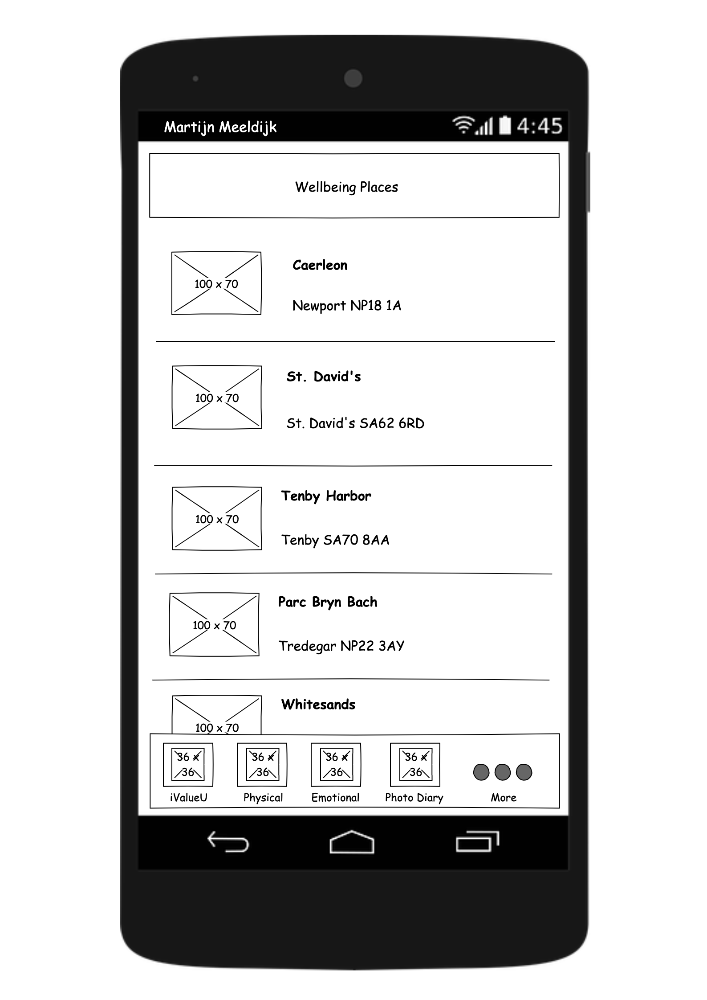 Martijn Meeldijk 4:45
Wellbeing Places
100 x 70
Caerleon
Newport NP18 1A
100 x 70
St. David's
St. David's SA62 6RD
100 x 70
Tenby Harbor
Tenby SA70 8AA
100 x 70
Parc Bryn Bach
Tredegar NP22 3AY
100 x 70
Whitesands
36 x
36
iValueU
36 x
36
Physical
36 x
36
Emotional
36 x
36
Photo Diary
More